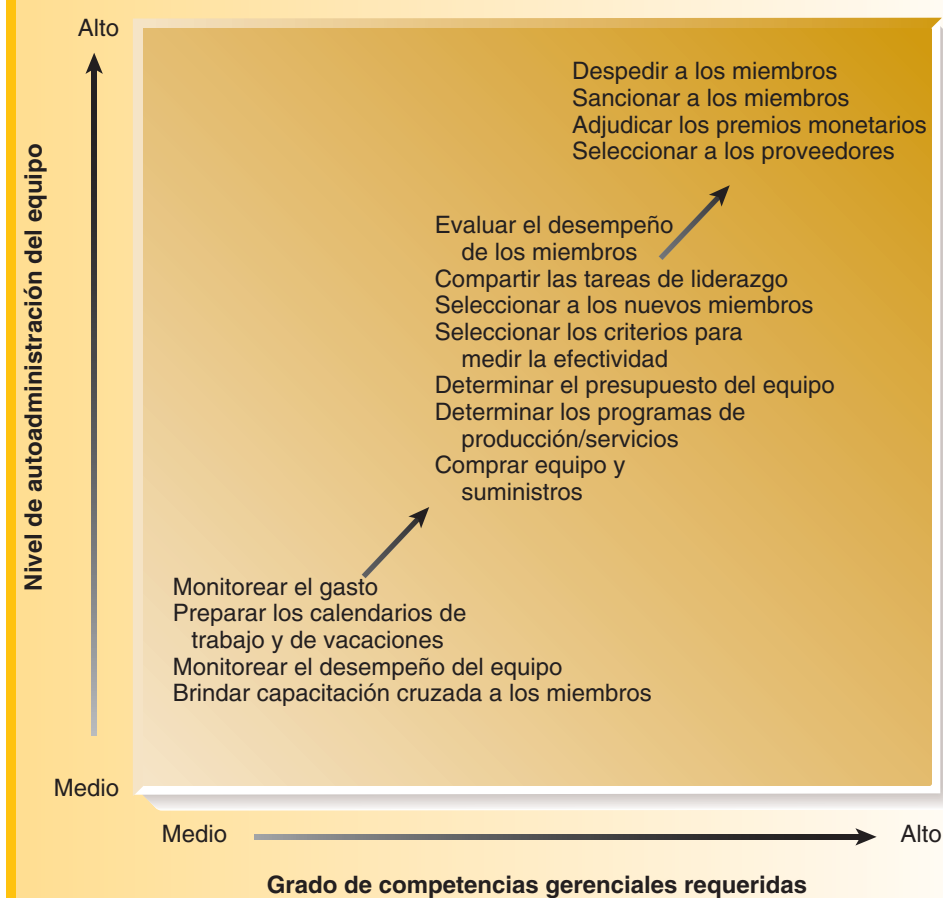 Alto
Despedir a los miembros
Sancionar a los miembros
Adjudicar los premios monetarios
Seleccionar a los proveedores
Evaluar el desempeño
de los miembros
Compartir las tareas de liderazgo
Seleccionar a los nuevos miembros
Seleccionar los criterios para
medir la efectividad
Determinar el presupuesto del equipo
Determinar los programas de
producción/servicios
Comprar equipo y
suministros
Nivel de autoadministración del equipo
Monitorear el gasto
Preparar los calendarios de
trabajo y de vacaciones
Monitorear el desempeño del equipo
Brindar capacitación cruzada a los miembros
Medio
Medio
Alto
Grado de competencias gerenciales requeridas